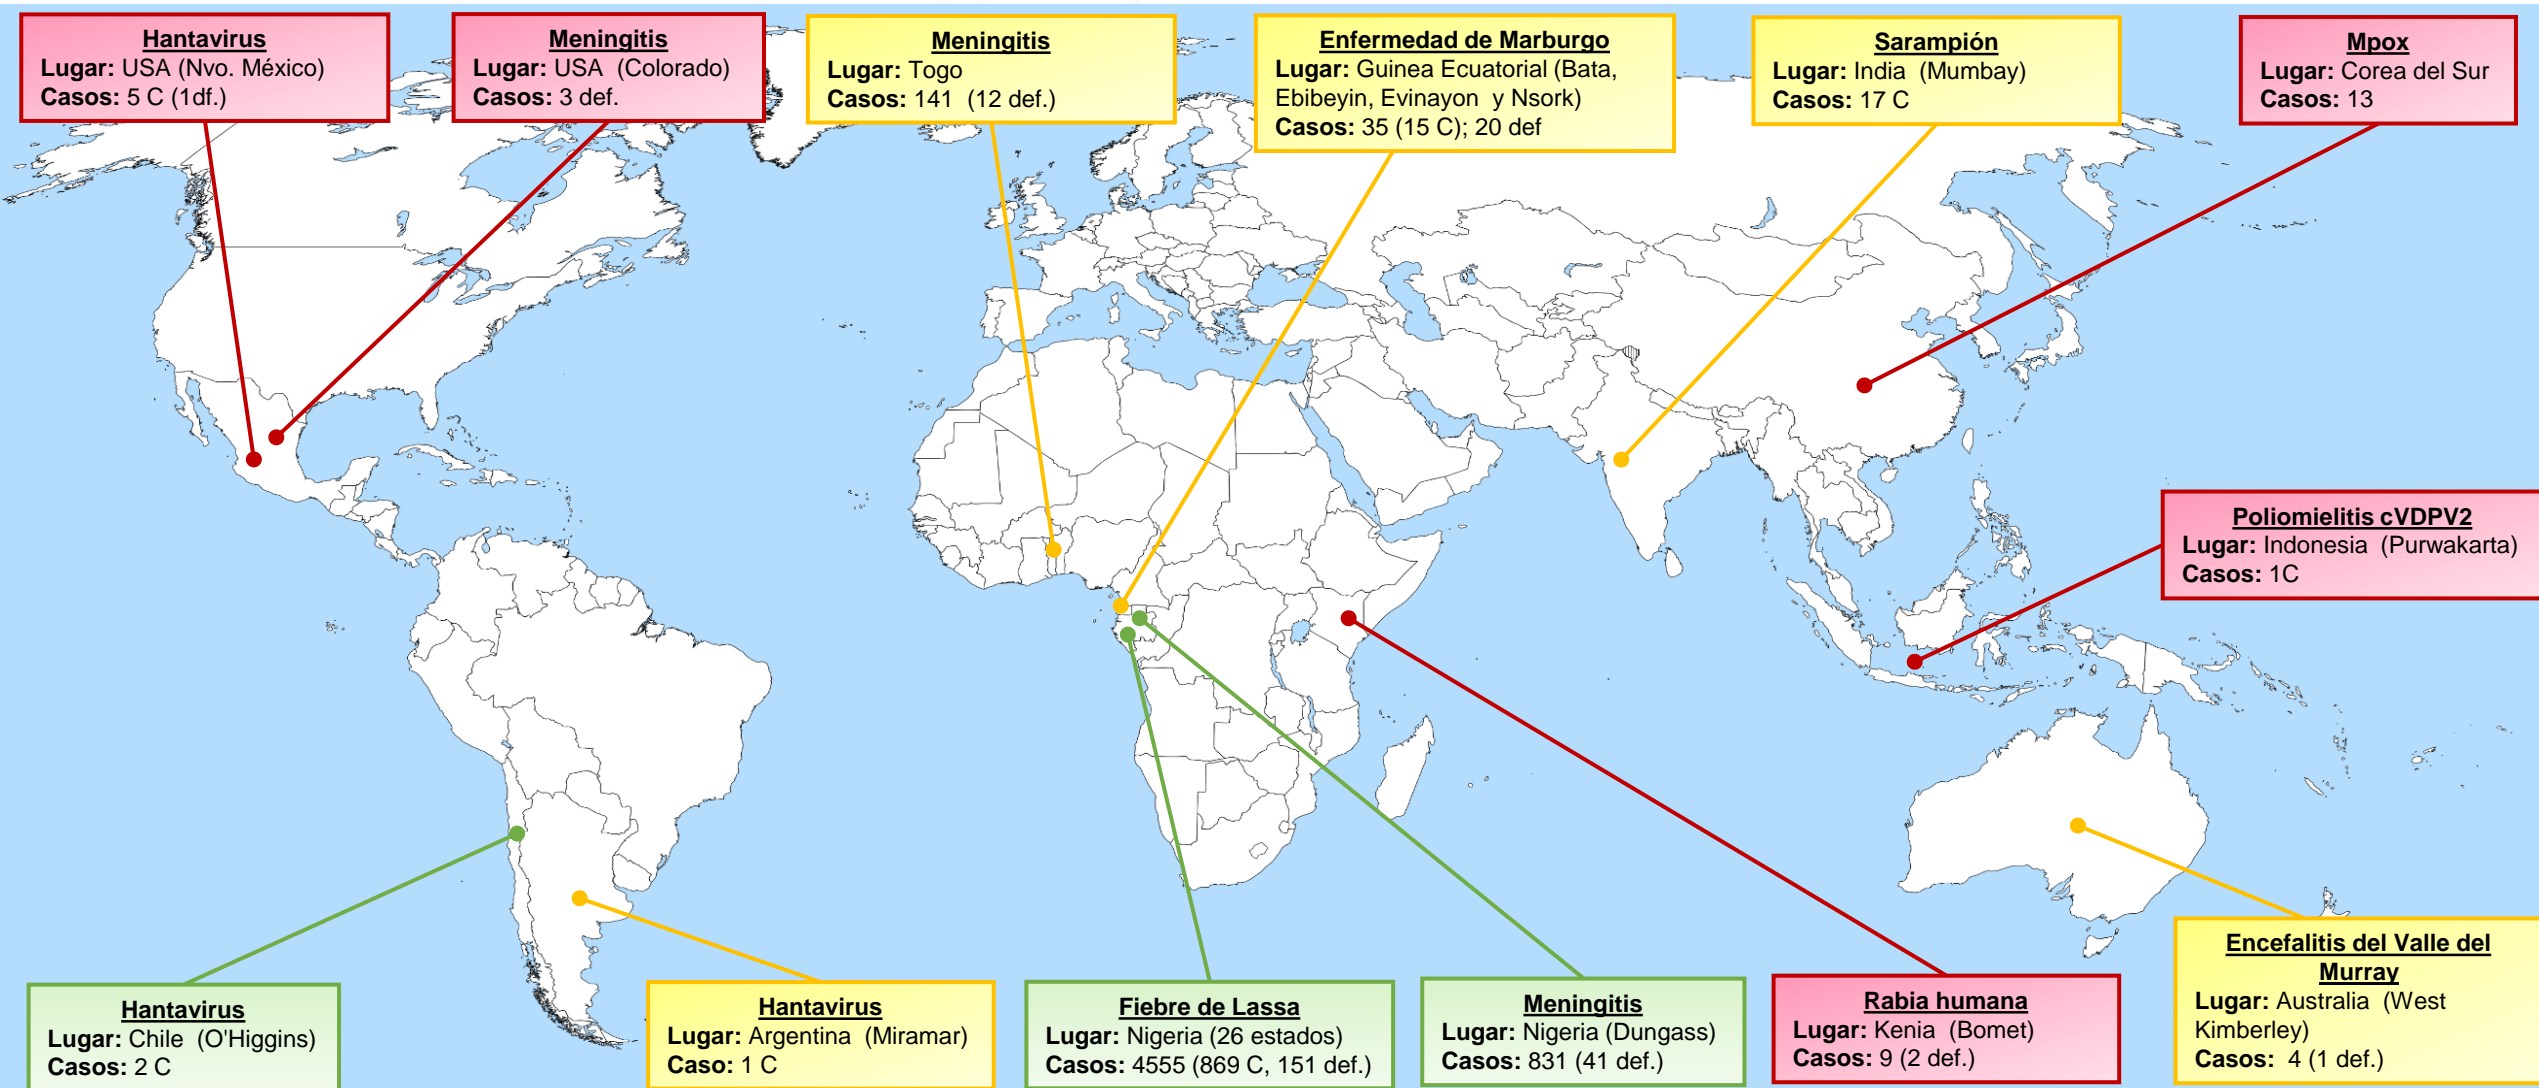 Hantavirus
Lugar: USA (Nvo. México)
Casos: 5 C (1df.)
Meningitis
Lugar: USA (Colorado)
Casos: 3 def.
Meningitis
Lugar: Togo
Casos: 141 (12 def.)
Enfermedad de Marburgo
Lugar: Guinea Ecuatorial (Bata,
Ebibeyin, Evinayon y Nsork)
Casos: 35 (15 C); 20 def
Sarampión
Lugar: India (Mumbay)
Casos: 17 C
Mpox
Lugar: Corea del Sur
Casos: 13
Poliomielitis cVDPV2
Lugar: Indonesia (Purwakarta)
Casos: 1C
Hantavirus
Lugar: Chile (O'Higgins)
Casos: 2 C
Hantavirus
Lugar: Argentina (Miramar)
Caso: 1 C
Fiebre de Lassa
Lugar: Nigeria (26 estados)
Casos: 4555 (869 C, 151 def.)
Meningitis
Lugar: Nigeria (Dungass)
Casos: 831 (41 def.)
Rabia humana
Lugar: Kenia (Bomet)
Casos: 9 (2 def.)
Encefalitis del Valle del
Murray
Lugar: Australia (West
Kimberley)
Casos: 4 (1 def.)